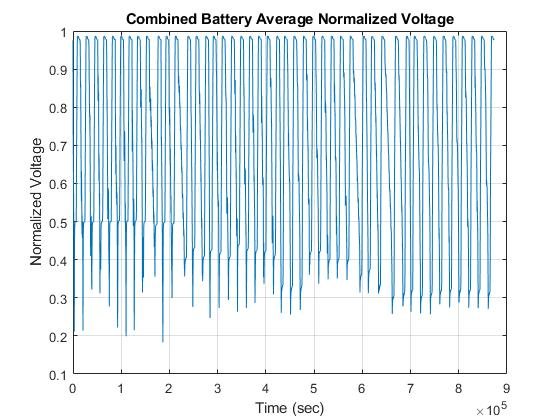 Combined Battery Average Normalized Voltage
1
0.9
0.8
0.7
0.6
0.5
0.4
0.3
0.2
0.1
Normalized Voltage
0 1 2 3 4 5 6 7 8 9
Time (sec)
×10⁵